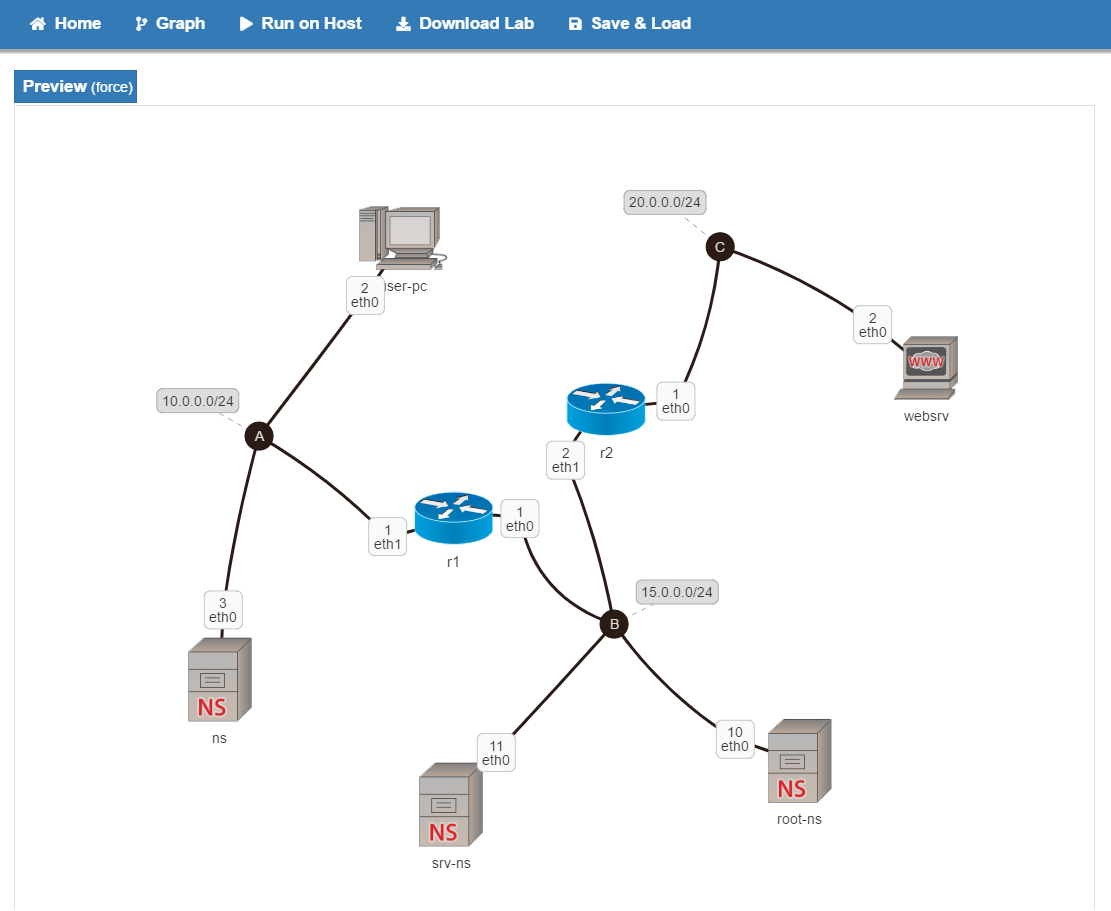 Home Graph Run on Host Download Lab Save & Load
Preview (force)
20.0.0.0/24
C
2
eth0
ser-pc
2
eth0
WWW
websrv
10.0.0.0/24
A
1
eth0
r2
2
eth1
1
eth1
r1
1
eth0
15.0.0.0/24
B
3
eth0
NS
ns
11
eth0
NS
srv-ns
10
eth0
NS
root-ns